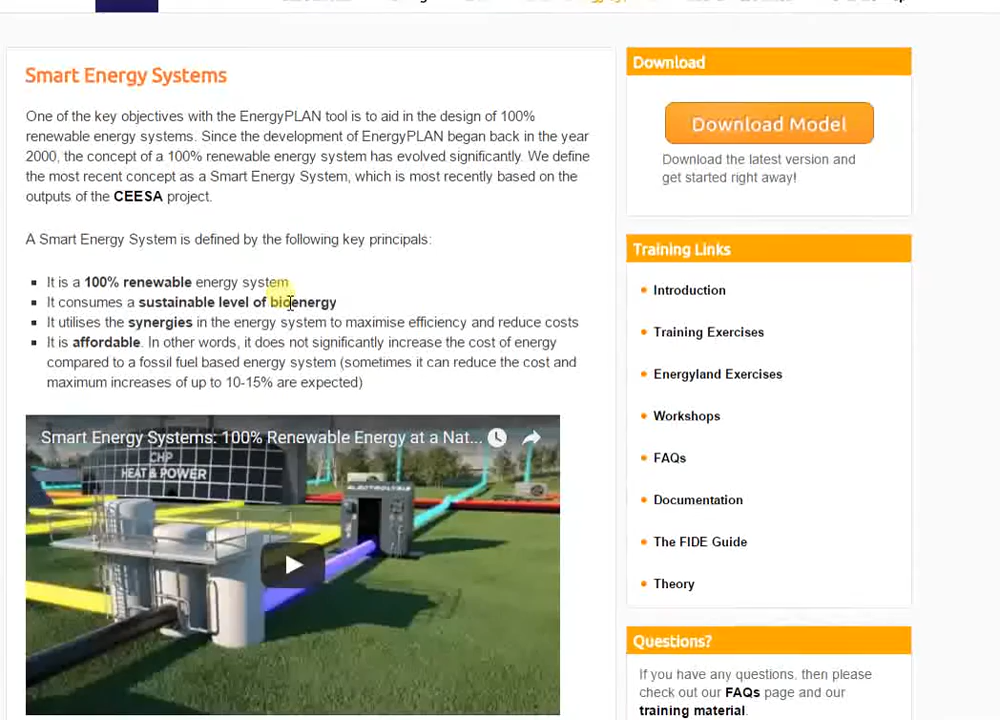 Smart Energy Systems
One of the key objectives with the EnergyPLAN tool is to aid in the design of 100%
renewable energy systems. Since the development of EnergyPLAN began back in the year
2000, the concept of a 100% renewable energy system has evolved significantly. We define
the most recent concept as a Smart Energy System, which is most recently based on the
outputs of the CEESA project.
A Smart Energy System is defined by the following key principals:
It is a 100% renewable energy system
It consumes a sustainable level of bioenergy
It utilises the synergies in the energy system to maximise efficiency and reduce costs
It is affordable. In other words, it does not significantly increase the cost of energy
compared to a fossil fuel based energy system (sometimes it can reduce the cost and
maximum increases of up to 10-15% are expected)
Smart Energy Systems: 100% Renewable Energy at a Nat...
CHP
HEAT & POWER
Download
Download Model
Download the latest version and
get started right away!
Training Links
Introduction
Training Exercises
Energyland Exercises
Workshops
FAQs
Documentation
The FIDE Guide
Theory
Questions?
If you have any questions, then please
check out our FAQs page and our
training material.